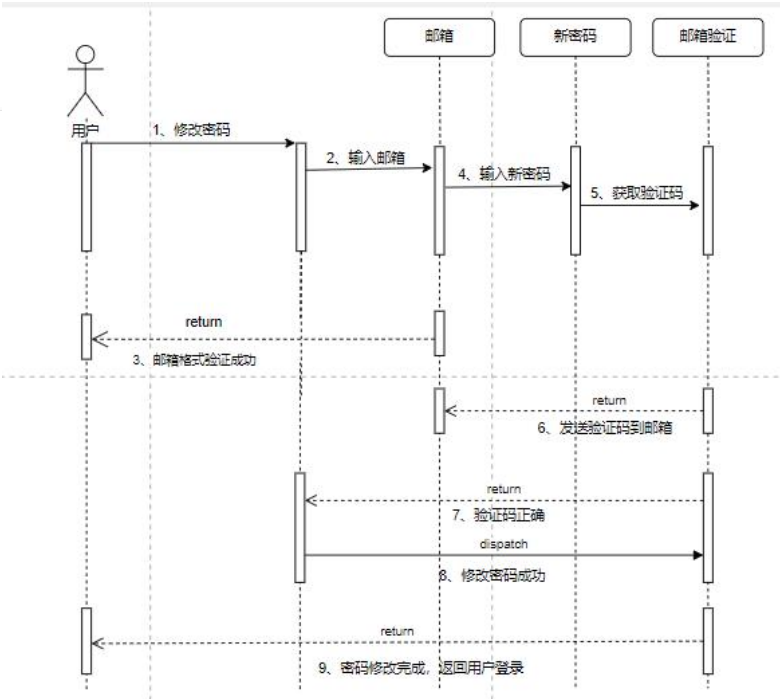 邮箱
新密码
邮箱验证
用户
1、修改密码
2、输入邮箱
4、输入新密码
5、获取验证码
return
3、邮箱格式验证成功
return
6、发送验证码到邮箱
return
7、验证码正确
dispatch
8、修改密码成功
return
9、密码修改完成，返回用户登录